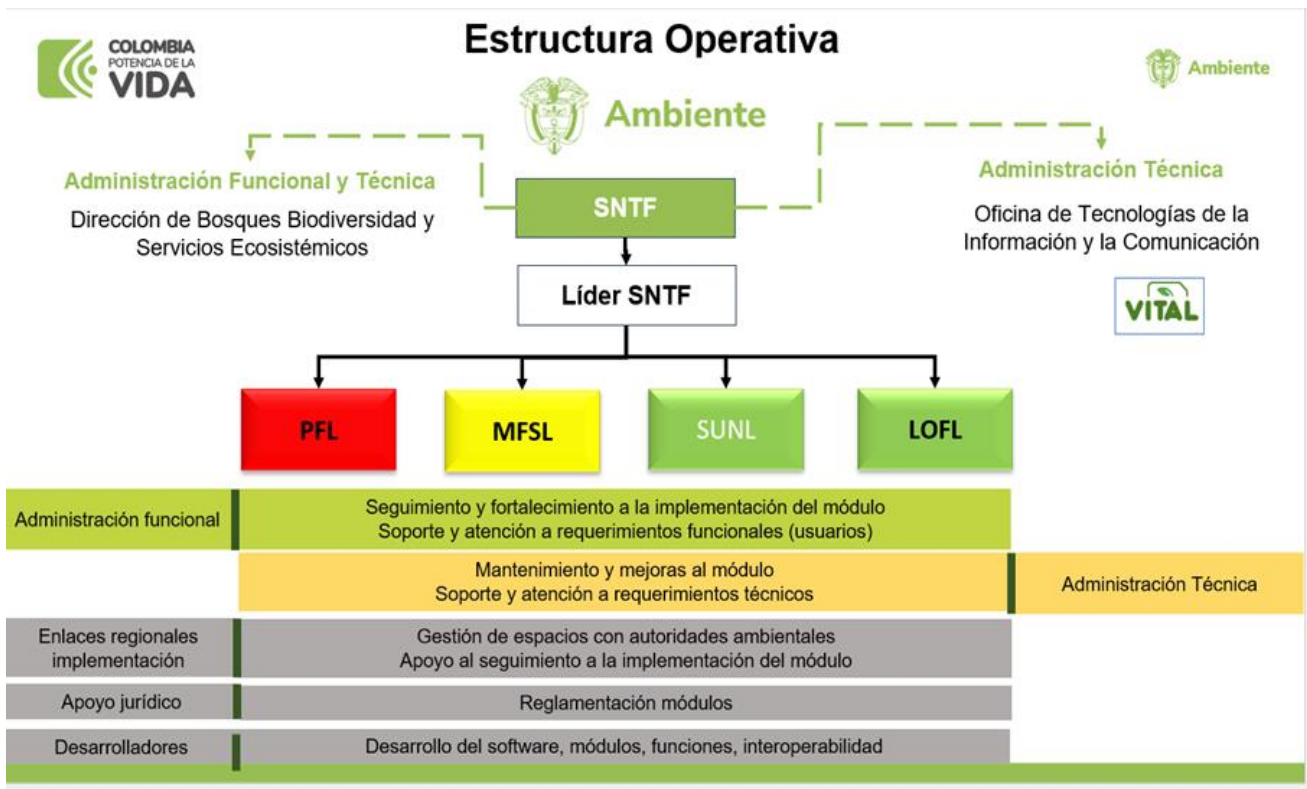 COLOMBIA
POTENCIA DE LA
VIDA
Estructura Operativa
Ambiente
Ambiente
Administración Funcional y Técnica
Dirección de Bosques Biodiversidad y
Servicios Ecosistémicos
SNTF
Administración Técnica
Oficina de Tecnologías de la
Información y la Comunicación
VITAL
Líder SNTF
PFL
MFSL
SUNL
LOFL
Administración funcional
Seguimiento y fortalecimiento a la implementación del módulo
Soporte y atención a requerimientos funcionales (usuarios)
Mantenimiento y mejoras al módulo
Soporte y atención a requerimientos técnicos
Administración Técnica
Enlaces regionales
implementación
Gestión de espacios con autoridades ambientales
Apoyo al seguimiento a la implementación del módulo
Apoyo jurídico
Reglamentación módulos
Desarrolladores
Desarrollo del software, módulos, funciones, interoperabilidad